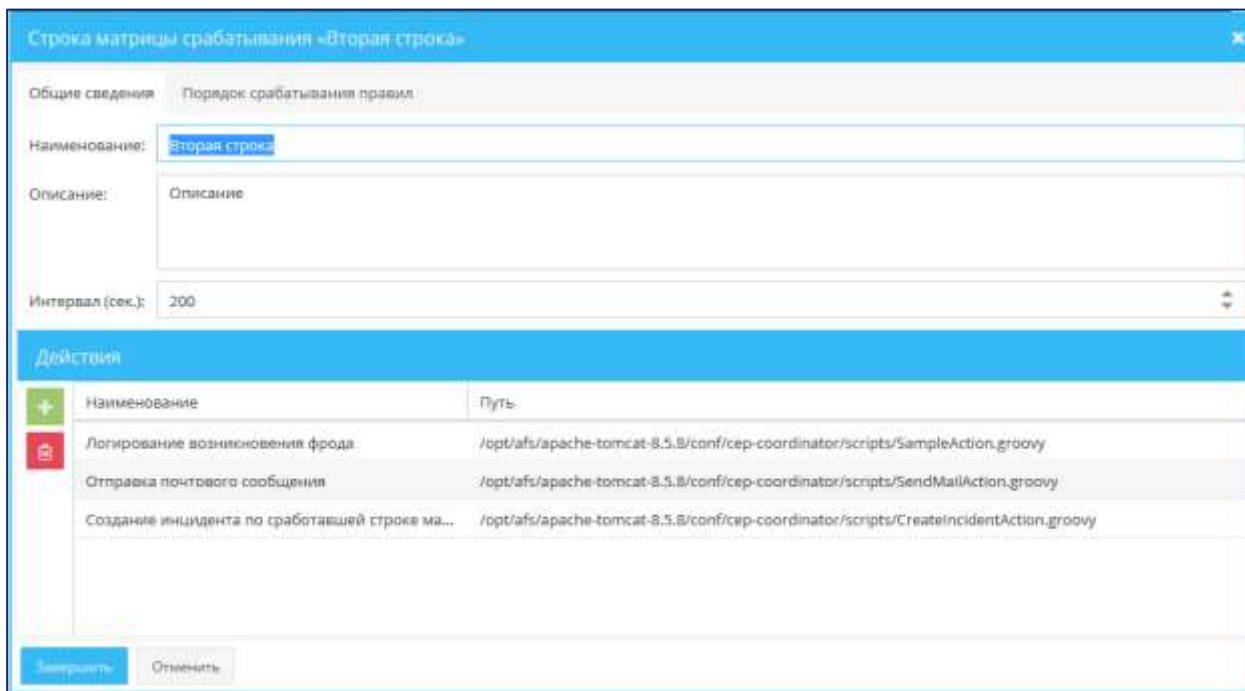 Строка матрицы срабатывания «Вторая строка»
Общие сведения Порядок срабатывания правил
Наименование: Вторая строка
Описание: Описание
Интервал (сек.): 200
Действия
Наименование Путь
Логирование возникновения фрода /opt/afs/apache-tomcat-8.5.8/conf/cep-coordinator/scripts/SampleAction.groovy
Отправка почтового сообщения /opt/afs/apache-tomcat-8.5.8/conf/cep-coordinator/scripts/SendMailAction.groovy
Создание инцидента по сработавшей строке ма... /opt/afs/apache-tomcat-8.5.8/conf/cep-coordinator/scripts/CreateIncidentAction.groovy
Завершить Отменить